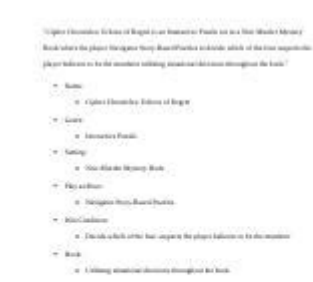 "Cipher Chronicles: Echoes of Regret is an Interactive Puzzle set in a Noir Murder Mystery
Book where the player Navigates Story-Based Puzzles to decide which of the four suspects the
player believes to be the murderer utilizing situational decisions throughout the book."
Name:
Cipher Chronicles: Echoes of Regret
Genre:
Interactive Puzzle
Setting:
Noir Murder Mystery Book
Navigates Story-Based Puzzles
Win Condition:
Decide which of the four suspects the player believes to be the murderer
Hook:
Utilizing situational decisions throughout the book